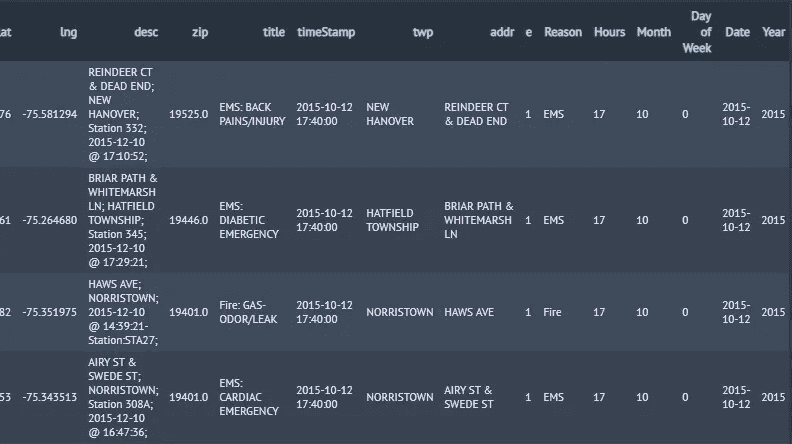 lat lng desc zip title timeStamp twp addr e Reason Hours Month Day of Week Date Year
76 -75.581294 REINDEER CT & DEAD END; NEW HANOVER; Station 332; 2015-12-10 @ 17:10:52; 19525.0 EMS: BACK PAINS/INJURY 2015-10-12 17:40:00 NEW HANOVER REINDEER CT & DEAD END 1 EMS 17 10 0 2015-10-12 2015
61 -75.264680 BRIAR PATH & WHITEMARSH LN; HATFIELD TOWNSHIP; Station 345; 2015-12-10 @ 17:29:21; 19446.0 EMS: DIABETIC EMERGENCY 2015-10-12 17:40:00 HATFIELD TOWNSHIP BRIAR PATH & WHITEMARSH LN 1 EMS 17 10 0 2015-10-12 2015
82 -75.351975 HAWS AVE; NORRISTOWN; 2015-12-10 @ 14:39:21-Station:STA27; 19401.0 Fire: GAS-ODOR/LEAK 2015-10-12 17:40:00 NORRISTOWN HAWS AVE 1 Fire 17 10 0 2015-10-12 2015
53 -75.343513 AIRY ST & SWEDE ST; NORRISTOWN; Station 308A; 2015-12-10 @ 16:47:36; 19401.0 EMS: CARDIAC EMERGENCY 2015-10-12 17:40:00 NORRISTOWN AIRY ST & SWEDE ST 1 EMS 17 10 0 2015-10-12 2015